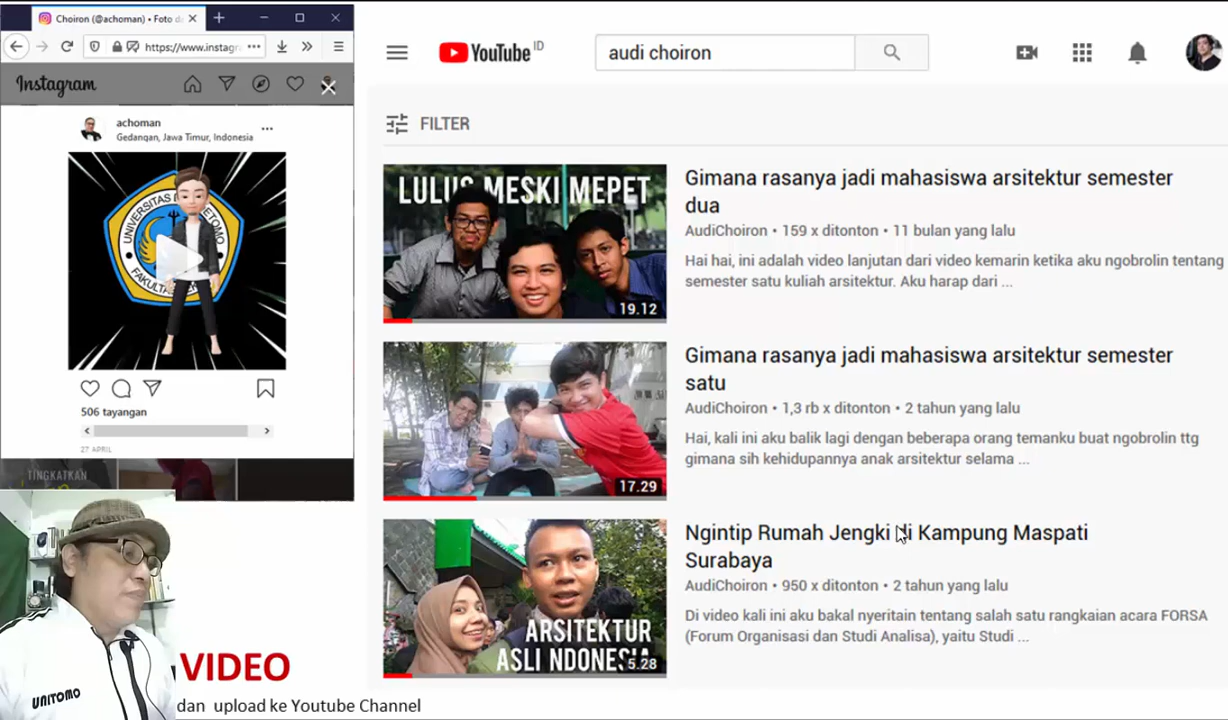 Choiron (@achoman) • Foto d
https://www.instagr
Instagram
achoman
Gedangan, Jawa Timur, Indonesia
506 tayangan
27 APRIL
TINGKATKAN
UNITOMO
VIDEO
dan upload ke Youtube Channel
YouTube ID
audi choiron
FILTER
LULUS MESKI MEPET
19.12
Gimana rasanya jadi mahasiswa arsitektur semester
dua
AudiChoiron • 159 x ditonton • 11 bulan yang lalu
Hai hai, ini adalah video lanjutan dari video kemarin ketika aku ngobrolin tentang
semester satu kuliah arsitektur. Aku harap dari ...
17.29
Gimana rasanya jadi mahasiswa arsitektur semester
satu
AudiChoiron • 1,3 rb x ditonton • 2 tahun yang lalu
Hai, kali ini aku balik lagi dengan beberapa orang temanku buat ngobrolin ttg
gimana sih kehidupannya anak arsitektur selama ...
ARSITEKTUR
ASLI NDONESIA
5.28
Ngintip Rumah Jengki di Kampung Maspati
Surabaya
AudiChoiron • 950 x ditonton • 2 tahun yang lalu
Di video kali ini aku bakal nyeritain tentang salah satu rangkaian acara FORSA
(Forum Organisasi dan Studi Analisa), yaitu Studi ...